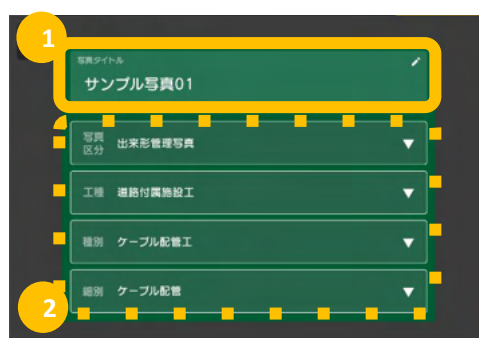 1
写真タイトル
サンプル写真01
写真
区分 出来形管理写真 ▼
工種 道路付属施設工 ▼
種別 ケーブル配管工 ▼
細別 ケーブル配管 ▼
2